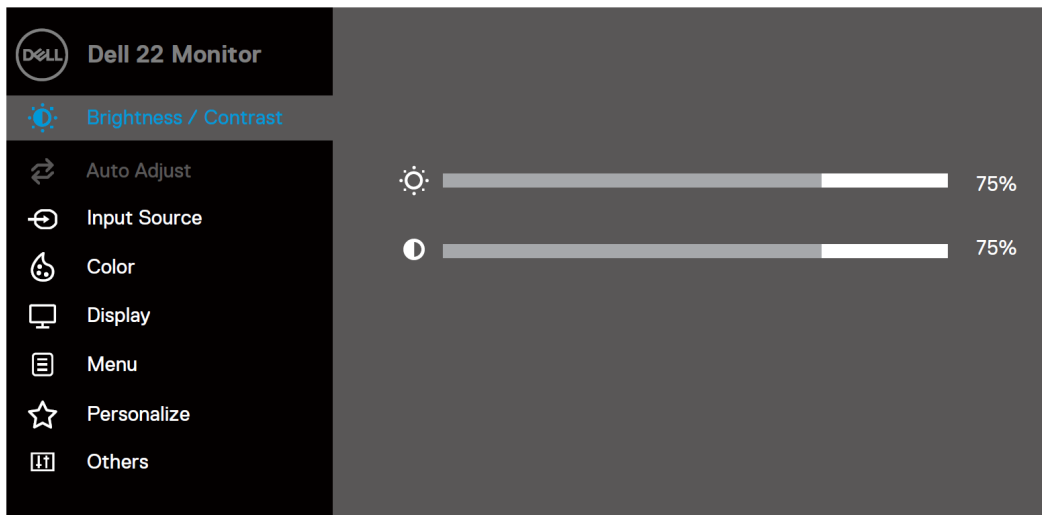 DELL Dell 22 Monitor
Brightness / Contrast
Auto Adjust
75%
Input Source
75%
Color
Display
Menu
Personalize
Others